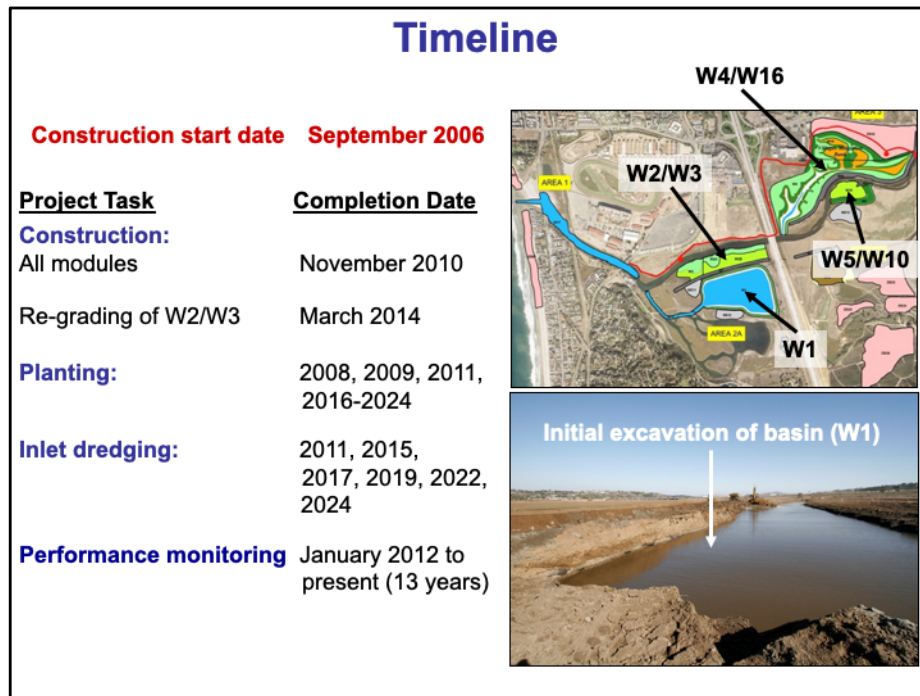 Timeline
Construction start date September 2006
Project Task Completion Date
Construction:
All modules November 2010
Re-grading of W2/W3 March 2014
Planting: 2008, 2009, 2011,
2016-2024
Inlet dredging: 2011, 2015,
2017, 2019, 2022,
2024
Performance monitoring January 2012 to
present (13 years)
W4/W16
AREA 3
AREA 1
W2/W3
W5/W10
AREA 2A
W1
Initial excavation of basin (W1)